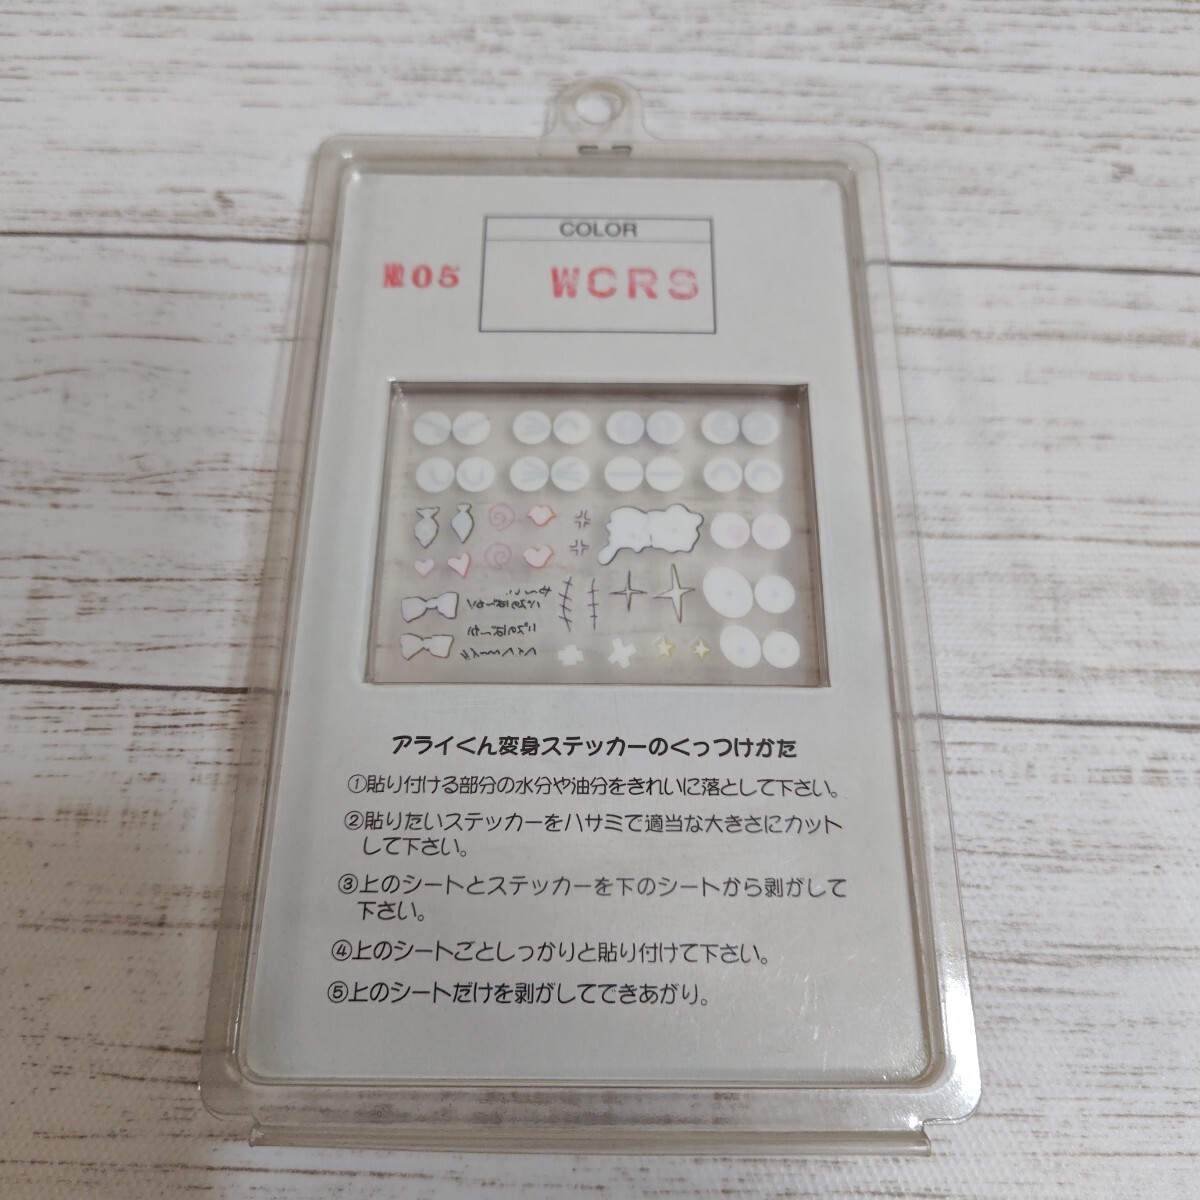 COLOR
№05
WCRS
アライくん変身ステッカーのくっつけかた
①貼り付ける部分の水分や油分をきれいに落として下さい。
②貼りたいステッカーをハサミで適当な大きさにカット
して下さい。
③上のシートとステッカーを下のシートから剥がして
下さい。
④上のシートごとしっかりと貼り付けて下さい。
⑤上のシートだけを剥がしてできあがり。